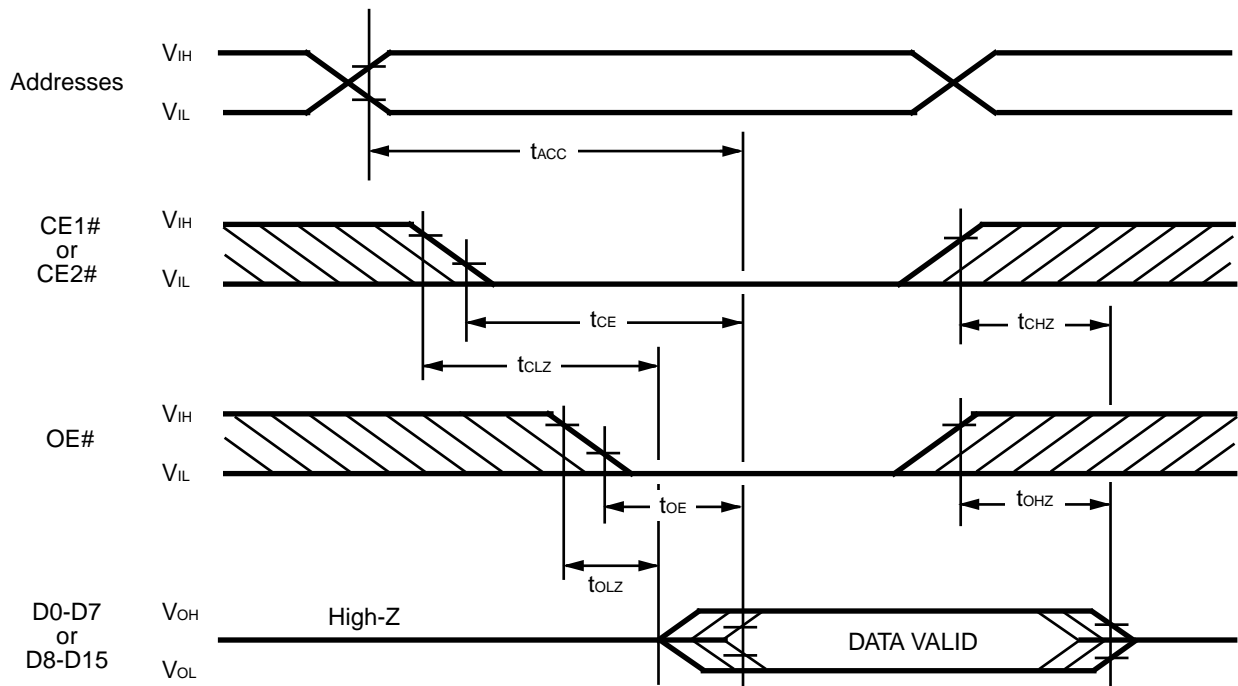 Addresses
VIH
VIL
tACC
CE1#
or
CE2#
VIH
VIL
tCE
tCHZ
tCLZ
OE#
VIH
VIL
tOE
tOHZ
tOLZ
D0-D7
or
D8-D15
VOH
VOL
High-Z
DATA VALID